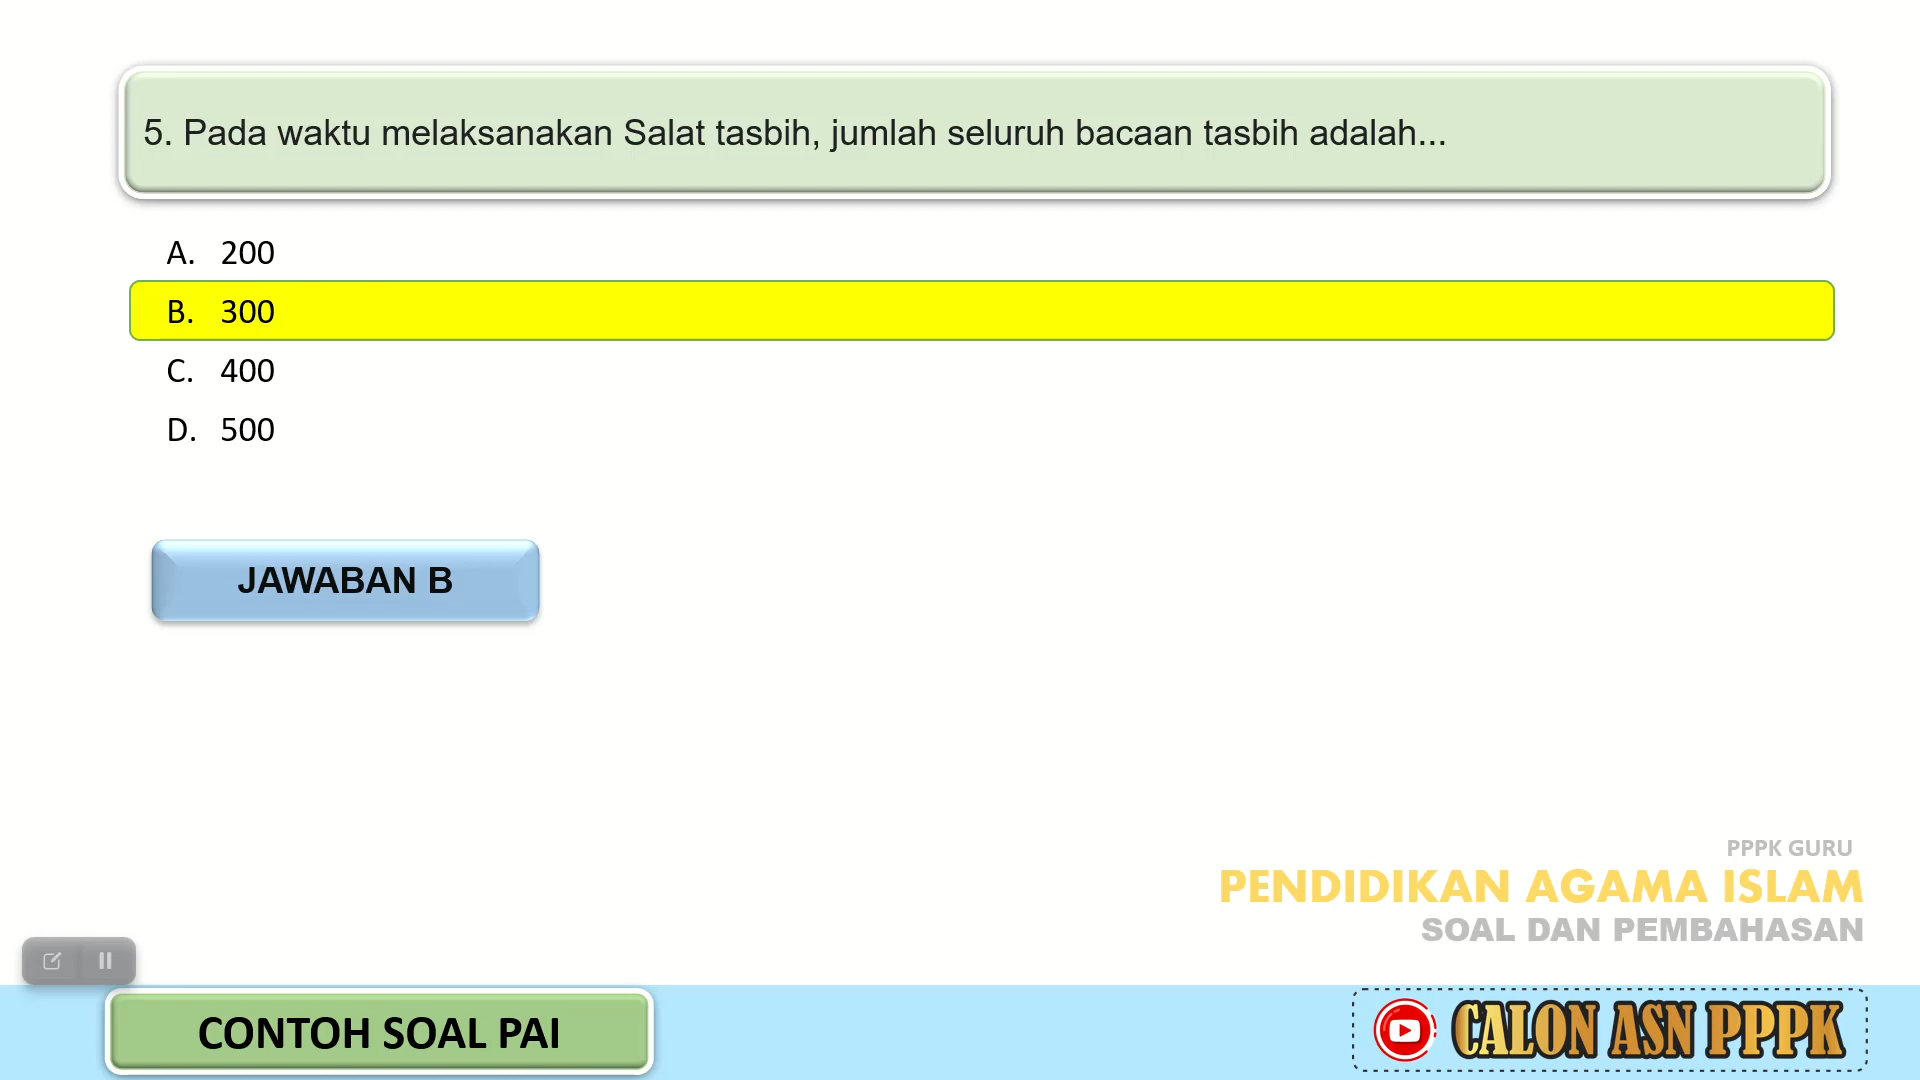 5. Pada waktu melaksanakan Salat tasbih, jumlah seluruh bacaan tasbih adalah...
A. 200
B. 300
C. 400
D. 500
JAWABAN B
PPPK GURU
PENDIDIKAN AGAMA ISLAM
SOAL DAN PEMBAHASAN
CONTOH SOAL PAI
CALON ASN PPPK